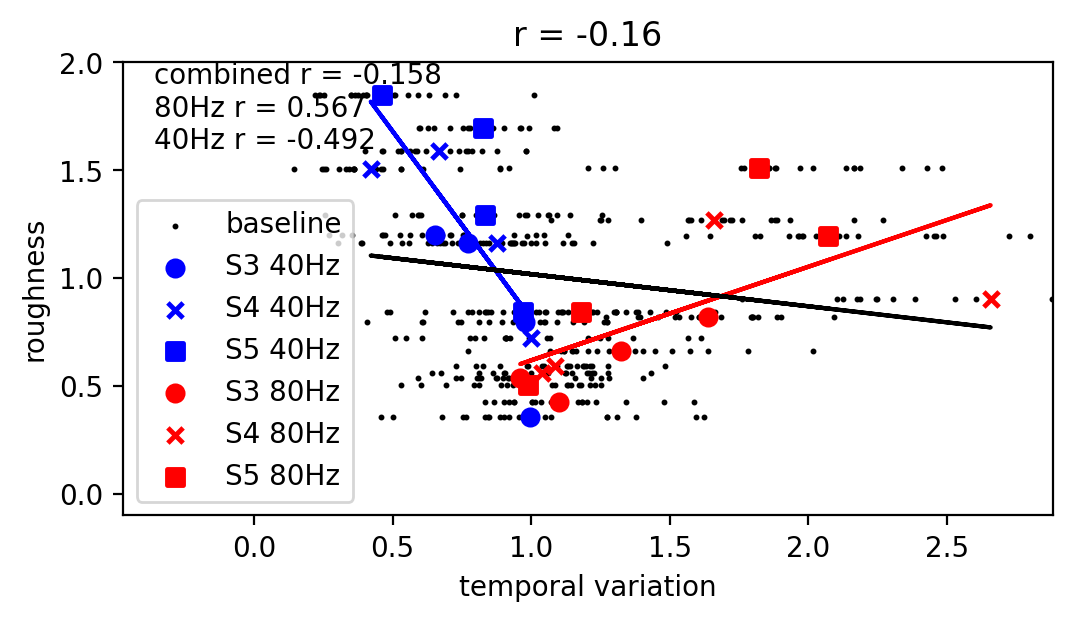 r = -0.16
combined r = -0.158
80Hz r = 0.567
40Hz r = -0.492
baseline
S3 40Hz
S4 40Hz
S5 40Hz
S3 80Hz
S4 80Hz
S5 80Hz
roughness
2.0
1.5
1.0
0.5
0.0
0.0 0.5 1.0 1.5 2.0 2.5
temporal variation